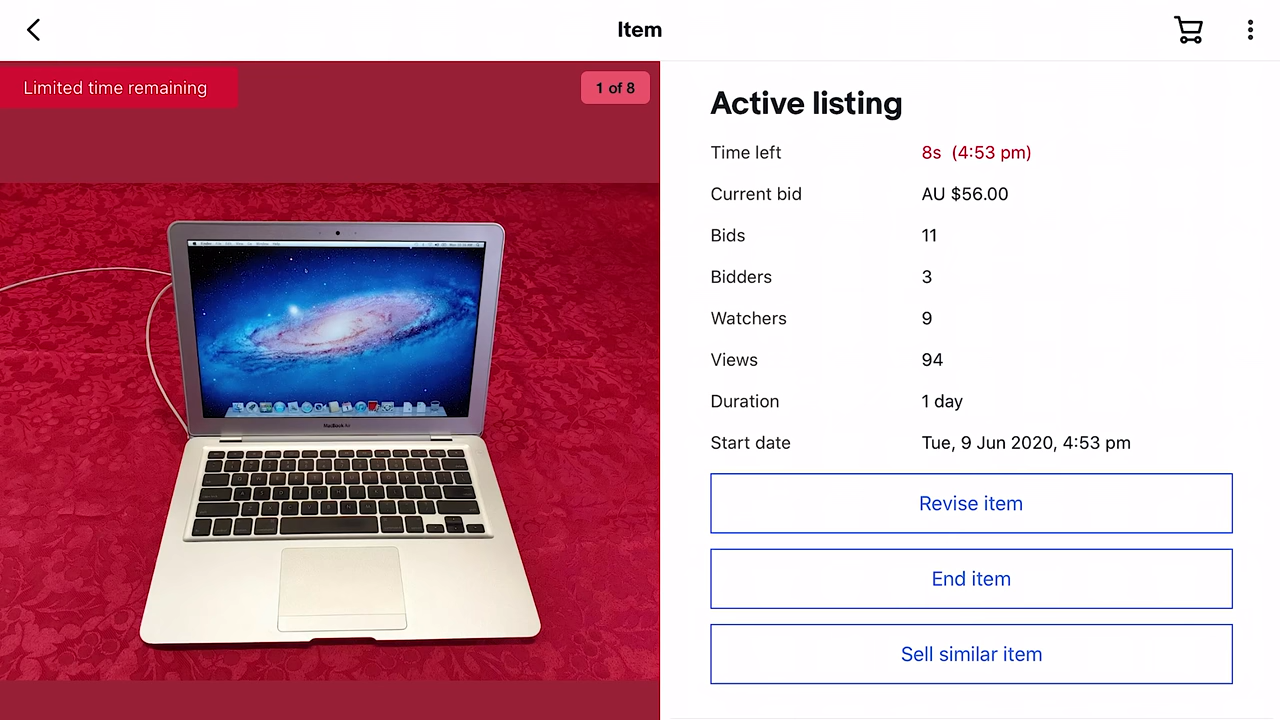 Item
Limited time remaining
1 of 8
MacBook Air
Active listing
Time left 8s (4:53 pm)
Current bid AU $56.00
Bids 11
Bidders 3
Watchers 9
Views 94
Duration 1 day
Start date Tue, 9 Jun 2020, 4:53 pm
Revise item
End item
Sell similar item